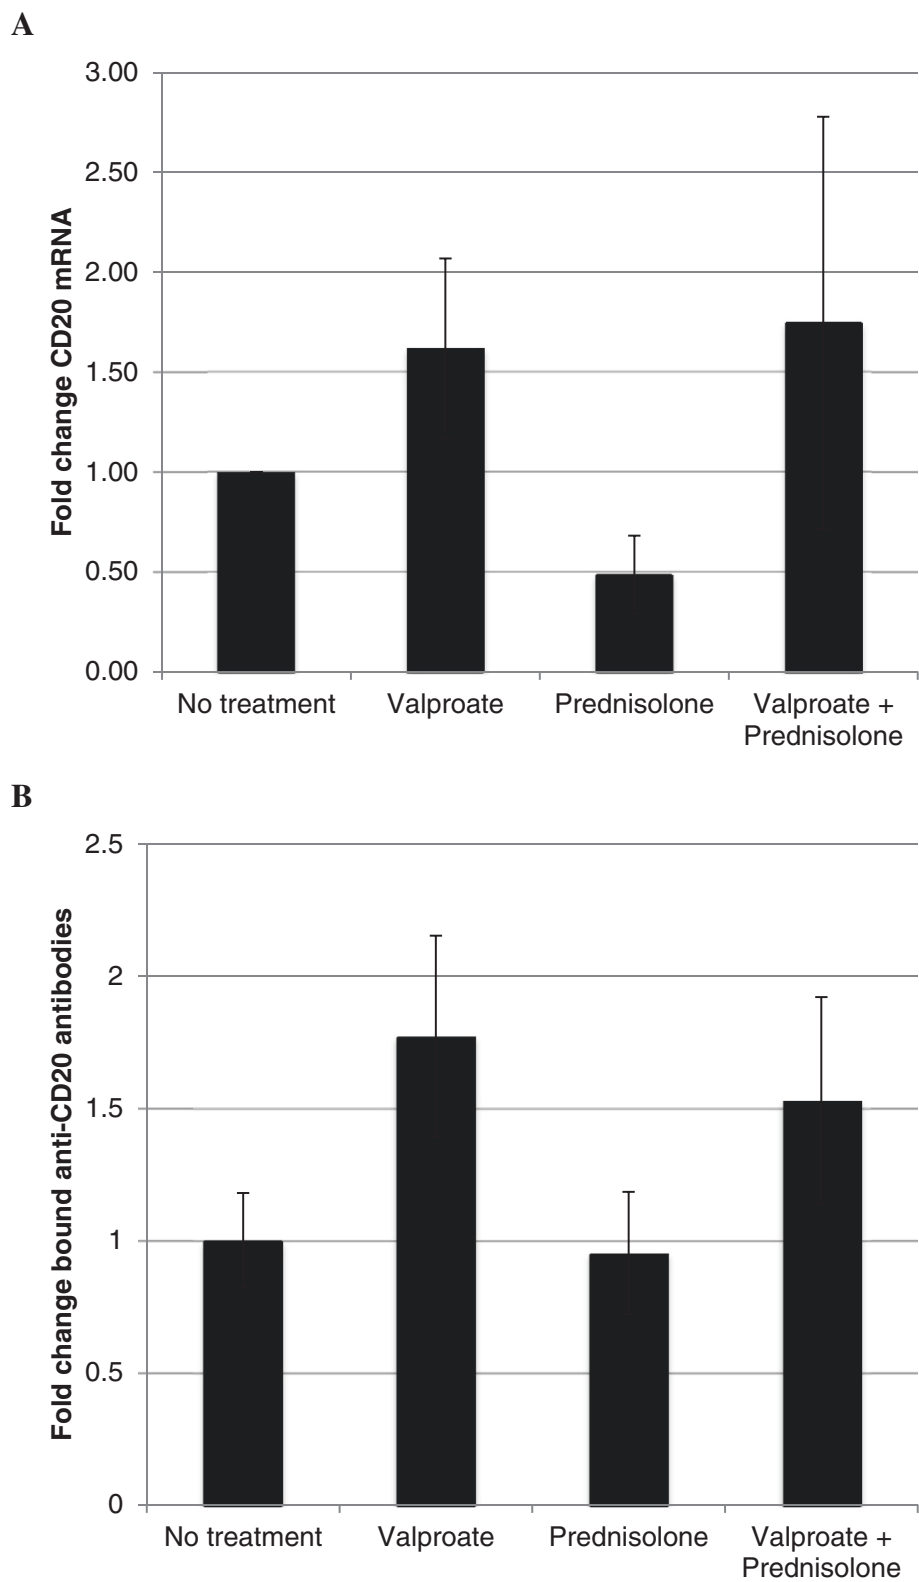 A
Fold change CD20 mRNA
3.00
2.50
2.00
1.50
1.00
0.50
0.00
No treatment
Valproate
Prednisolone
Valproate +
Prednisolone
B
Fold change bound anti-CD20 antibodies
2.5
2
1.5
1
0.5
0
No treatment
Valproate
Prednisolone
Valproate +
Prednisolone